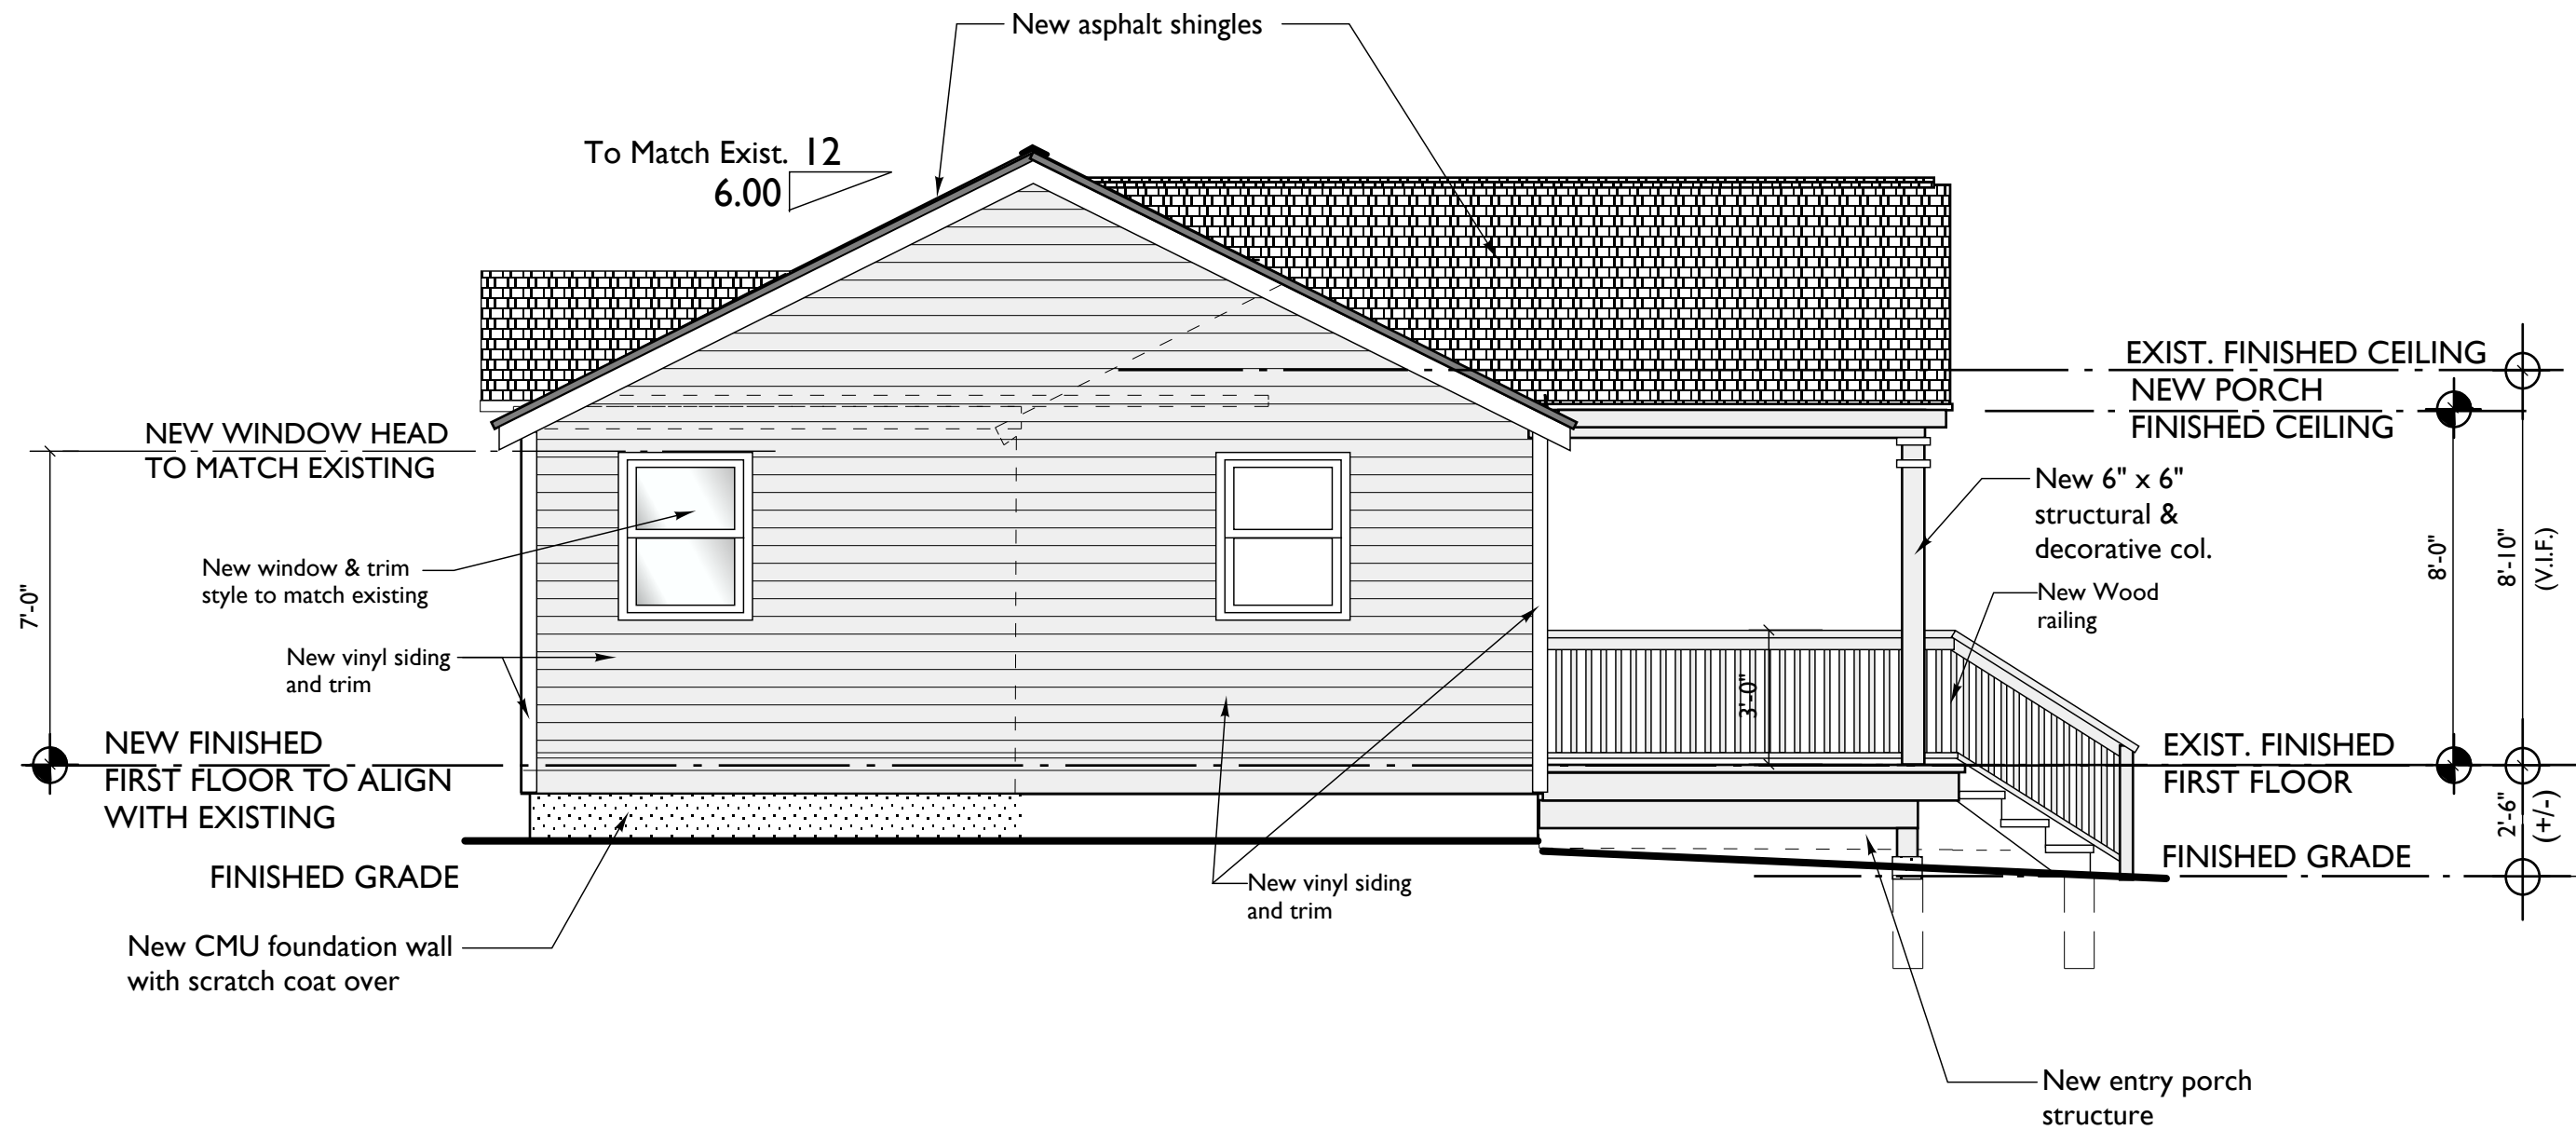 New asphalt shingles
To Match Exist. 12
6.00
EXIST. FINISHED CEILING
NEW PORCH
FINISHED CEILING
NEW WINDOW HEAD
TO MATCH EXISTING
New 6" x 6"
structural &
decorative col.
New window & trim
style to match existing
New Wood
railing
7'-0"
8'-0"
8'-10"
(V.I.F.)
New vinyl siding
and trim
3'-0"
NEW FINISHED
FIRST FLOOR TO ALIGN
WITH EXISTING
EXIST. FINISHED
FIRST FLOOR
2'-6"
(+/-)
FINISHED GRADE
FINISHED GRADE
New vinyl siding
and trim
New CMU foundation wall
with scratch coat over
New entry porch
structure